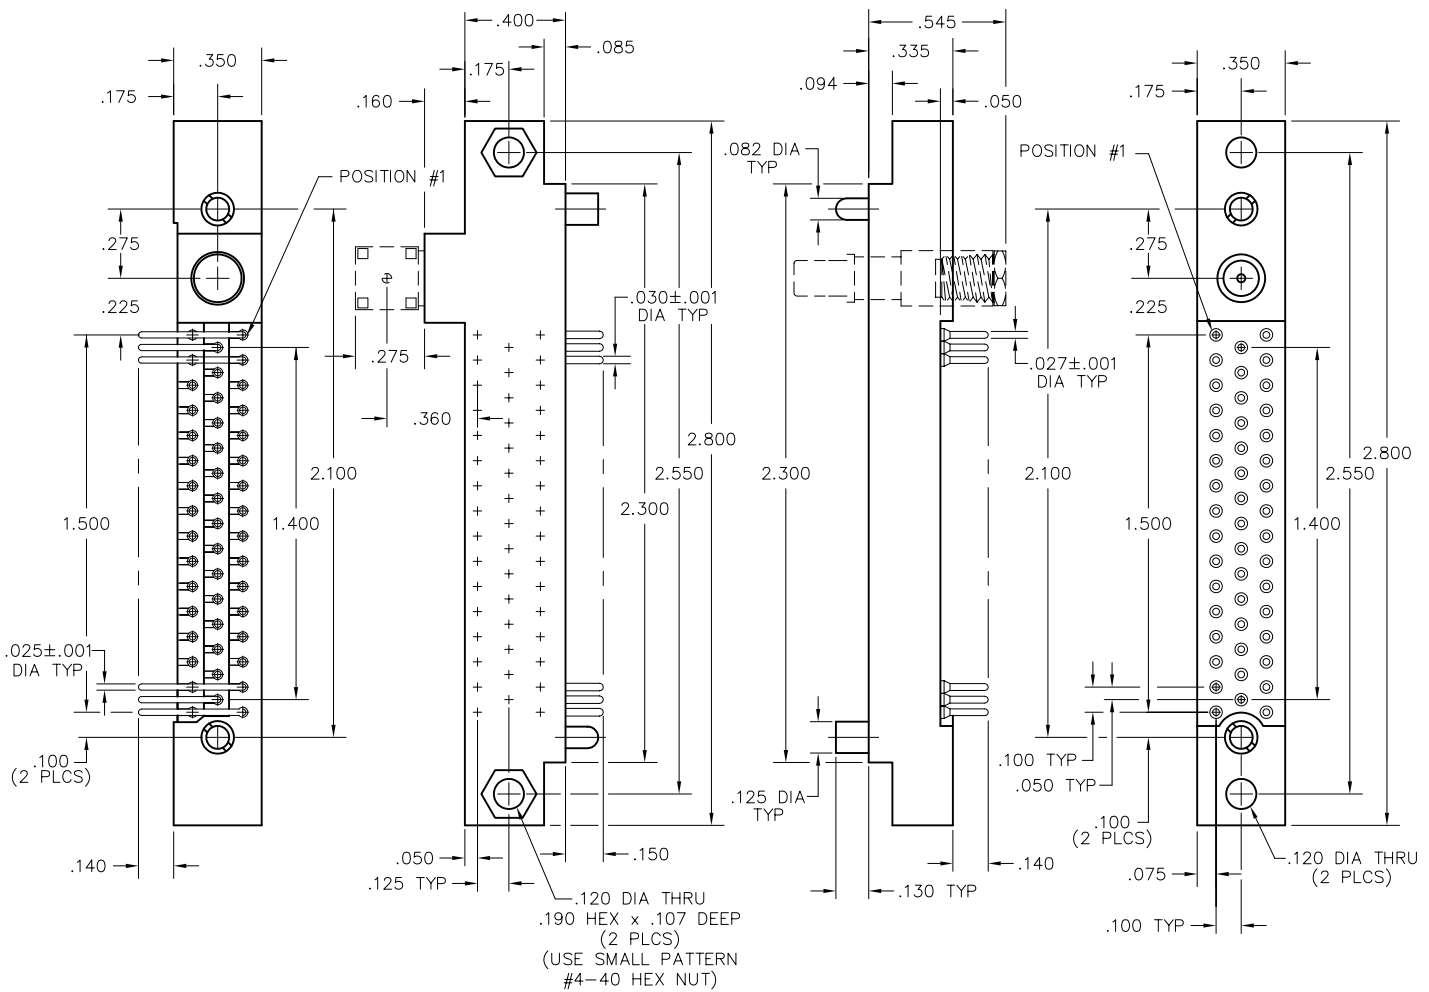 .350
.175
POSITION #1
.275
.225
1.500
1.400
2.100
.025±.001
DIA TYP
.100
(2 PLCS)
.140
.400
.085
.175
.160
.275
.360
.030±.001
DIA TYP
2.800
2.550
2.300
.050
.125 TYP
.150
.120 DIA THRU
.190 HEX x .107 DEEP
(2 PLCS)
(USE SMALL PATTERN
#4-40 HEX NUT)
.545
.335
.094
.050
.082 DIA
TYP
.027±.001
DIA TYP
2.300
.125 DIA
TYP
.130 TYP
.140
.350
.175
POSITION #1
.275
.225
2.100
1.500
1.400
2.550
2.800
.100 TYP
.050 TYP
.100
(2 PLCS)
.075
.100 TYP
.120 DIA THRU
(2 PLCS)